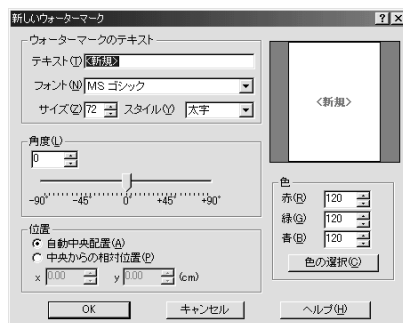 新しいウォーターマーク
ウォーターマークのテキスト
テキスト(T) <新規>
フォント(N) MS ゴシック
サイズ(Z) 72 スタイル(Y) 太字
<新規>
角度(L)
0
-90° -45° 0° +45° +90°
色
赤(R) 120
緑(G) 120
青(B) 120
色の選択(C)
位置
自動中央配置(A)
中央からの相対位置(P)
x 0.00 y 0.00 (cm)
OK キャンセル ヘルプ(H)